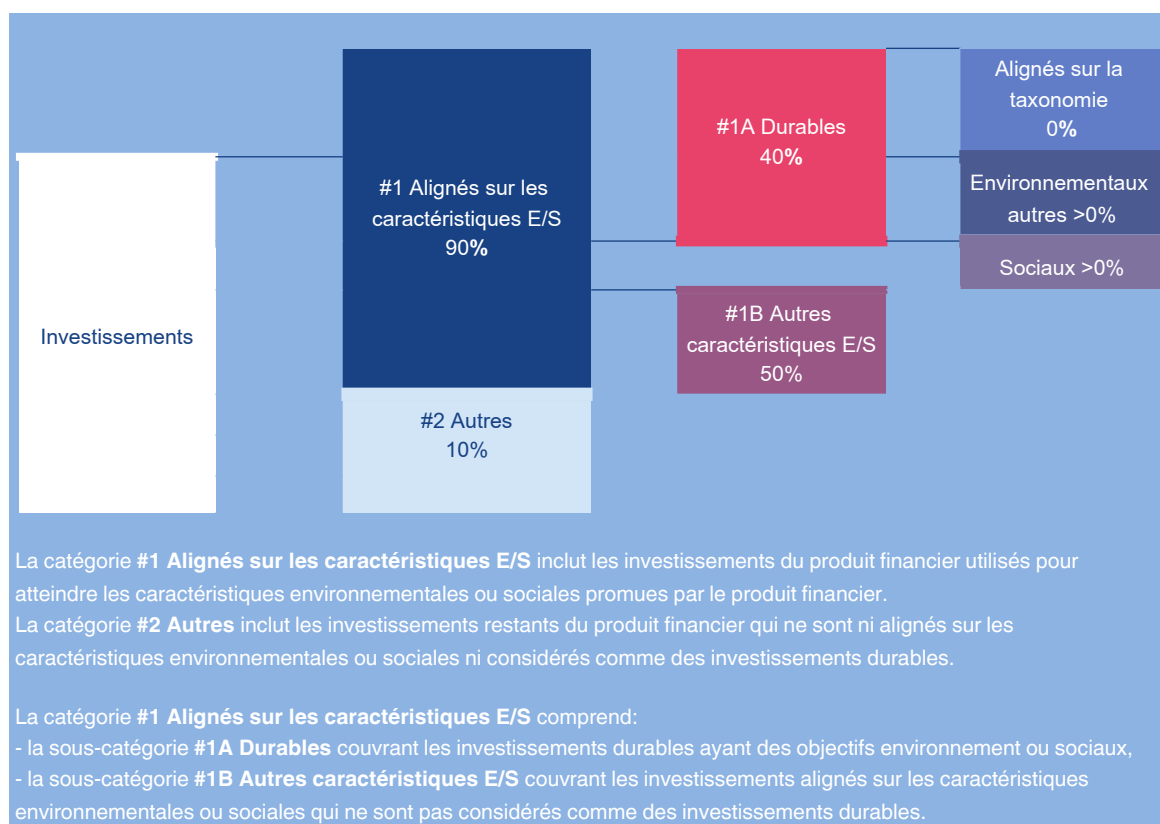 Investissements
#1 Alignés sur les
caractéristiques E/S
90%
#2 Autres
10%
#1A Durables
40%
#1B Autres
caractéristiques E/S
50%
Alignés sur la
taxonomie
0%
Environnementaux
autres >0%
Sociaux >0%
La catégorie #1 Alignés sur les caractéristiques E/S inclut les investissements du produit financier utilisés pour
atteindre les caractéristiques environnementales ou sociales promues par le produit financier.
La catégorie #2 Autres inclut les investissements restants du produit financier qui ne sont ni alignés sur les
caractéristiques environnementales ou sociales ni considérés comme des investissements durables.
La catégorie #1 Alignés sur les caractéristiques E/S comprend:
- la sous-catégorie #1A Durables couvrant les investissements durables ayant des objectifs environnement ou sociaux,
- la sous-catégorie #1B Autres caractéristiques E/S couvrant les investissements alignés sur les caractéristiques
environnementales ou sociales qui ne sont pas considérés comme des investissements durables.